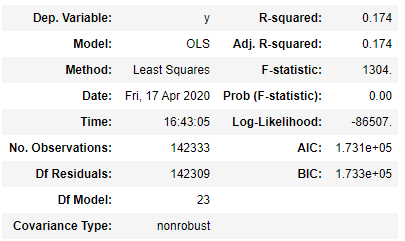 Dep. Variable: y R-squared: 0.174
Model: OLS Adj. R-squared: 0.174
Method: Least Squares F-statistic: 1304.
Date: Fri, 17 Apr 2020 Prob (F-statistic): 0.00
Time: 16:43:05 Log-Likelihood: -86507.
No. Observations: 142333 AIC: 1.731e+05
Df Residuals: 142309 BIC: 1.733e+05
Df Model: 23
Covariance Type: nonrobust